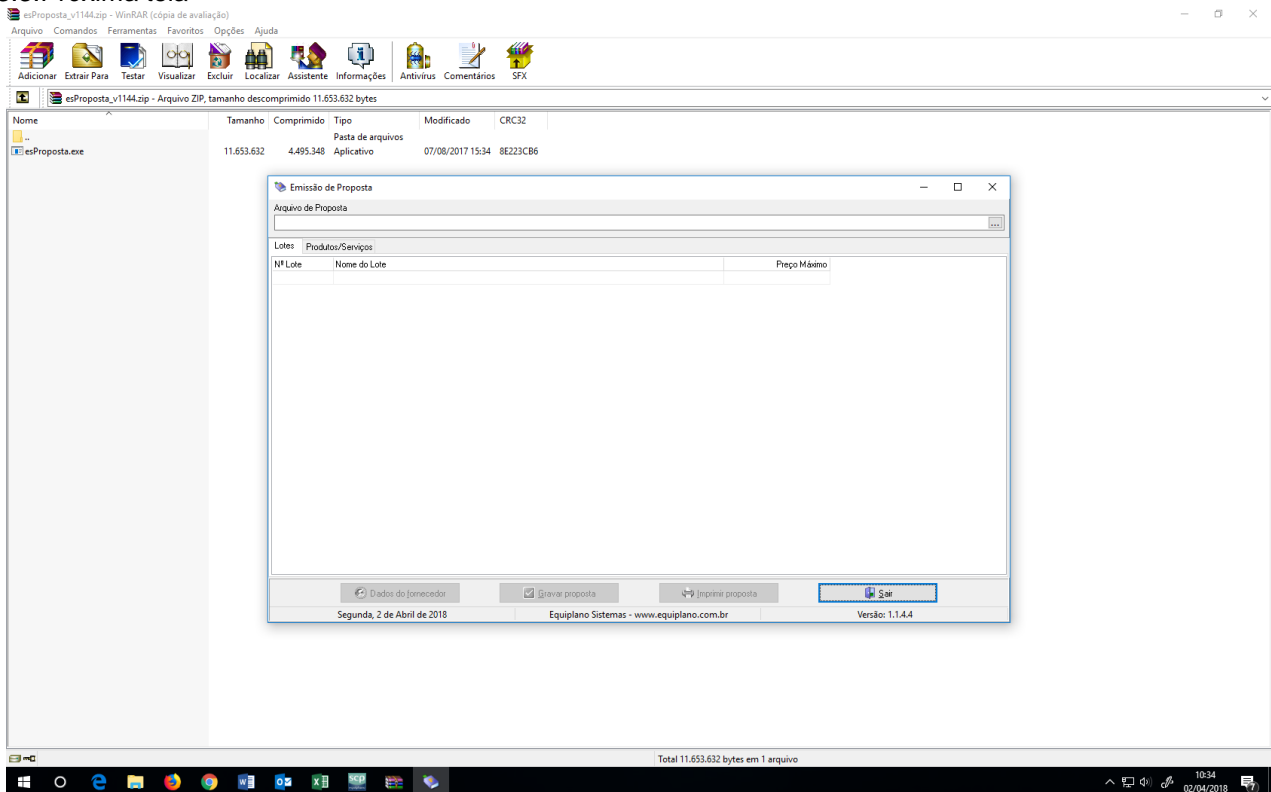 esProposta_v1144.zip - WinRAR (cópia de avaliação)
Arquivo Comandos Ferramentas Favoritos Opções Ajuda
Adicionar Extrair Para Testar Visualizar Excluir Localizar Assistente Informações Antivírus Comentários SFX
esProposta_v1144.zip - Arquivo ZIP, tamanho descomprimido 11.653.632 bytes
Nome Tamanho Comprimido Tipo Modificado CRC32
.. Pasta de arquivos
esProposta.exe 11.653.632 4.495.348 Aplicativo 07/08/2017 15:34 8E223CB6
Emissão de Proposta
Arquivo de Proposta
...
Lotes Produtos/Serviços
Nº Lote Nome do Lote Preço Máximo
Dados do fornecedor Gravar proposta Imprimir proposta Sair
Segunda, 2 de Abril de 2018 Equiplano Sistemas - www.equiplano.com.br Versão: 1.1.4.4
Total 11.653.632 bytes em 1 arquivo
10:34
02/04/2018